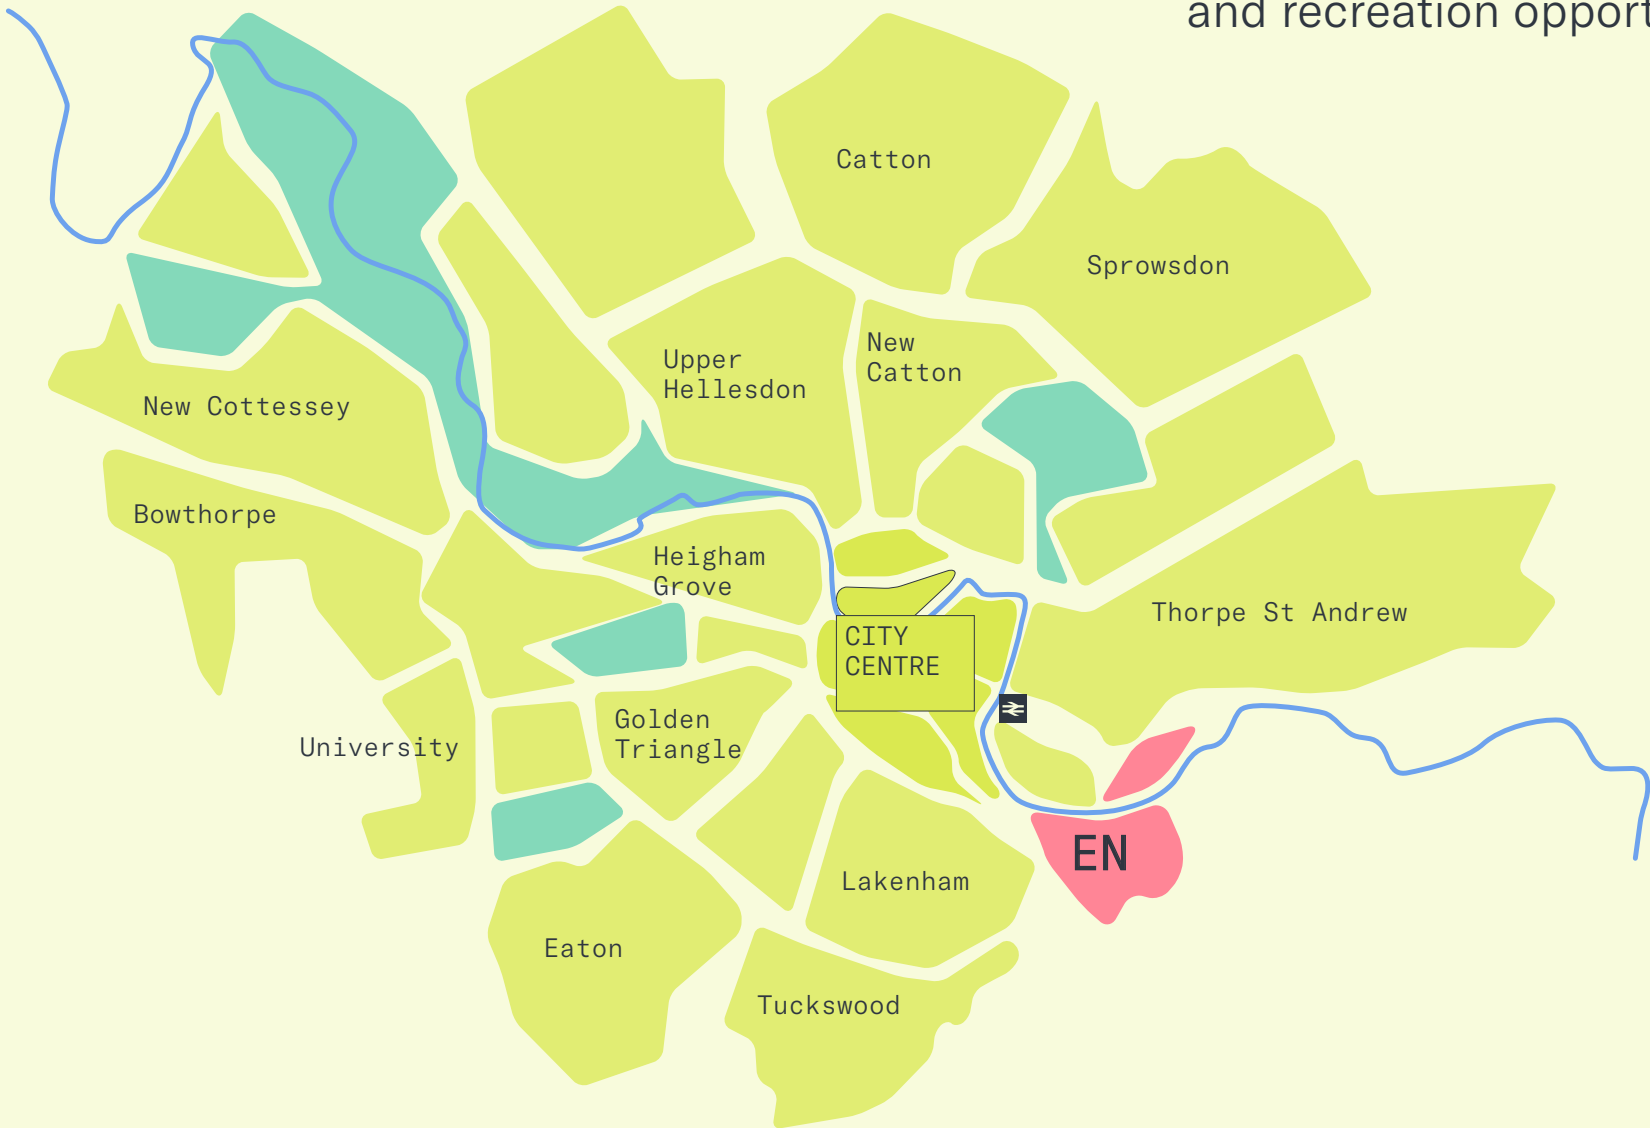 and recreation opport
Catton
Sprowsdon
New
Catton
Upper
Hellesdon
New Cottessey
Bowthorpe
Heigham
Grove
Thorpe St Andrew
CITY
CENTRE
Golden
Triangle
University
EN
Lakenham
Eaton
Tuckswood